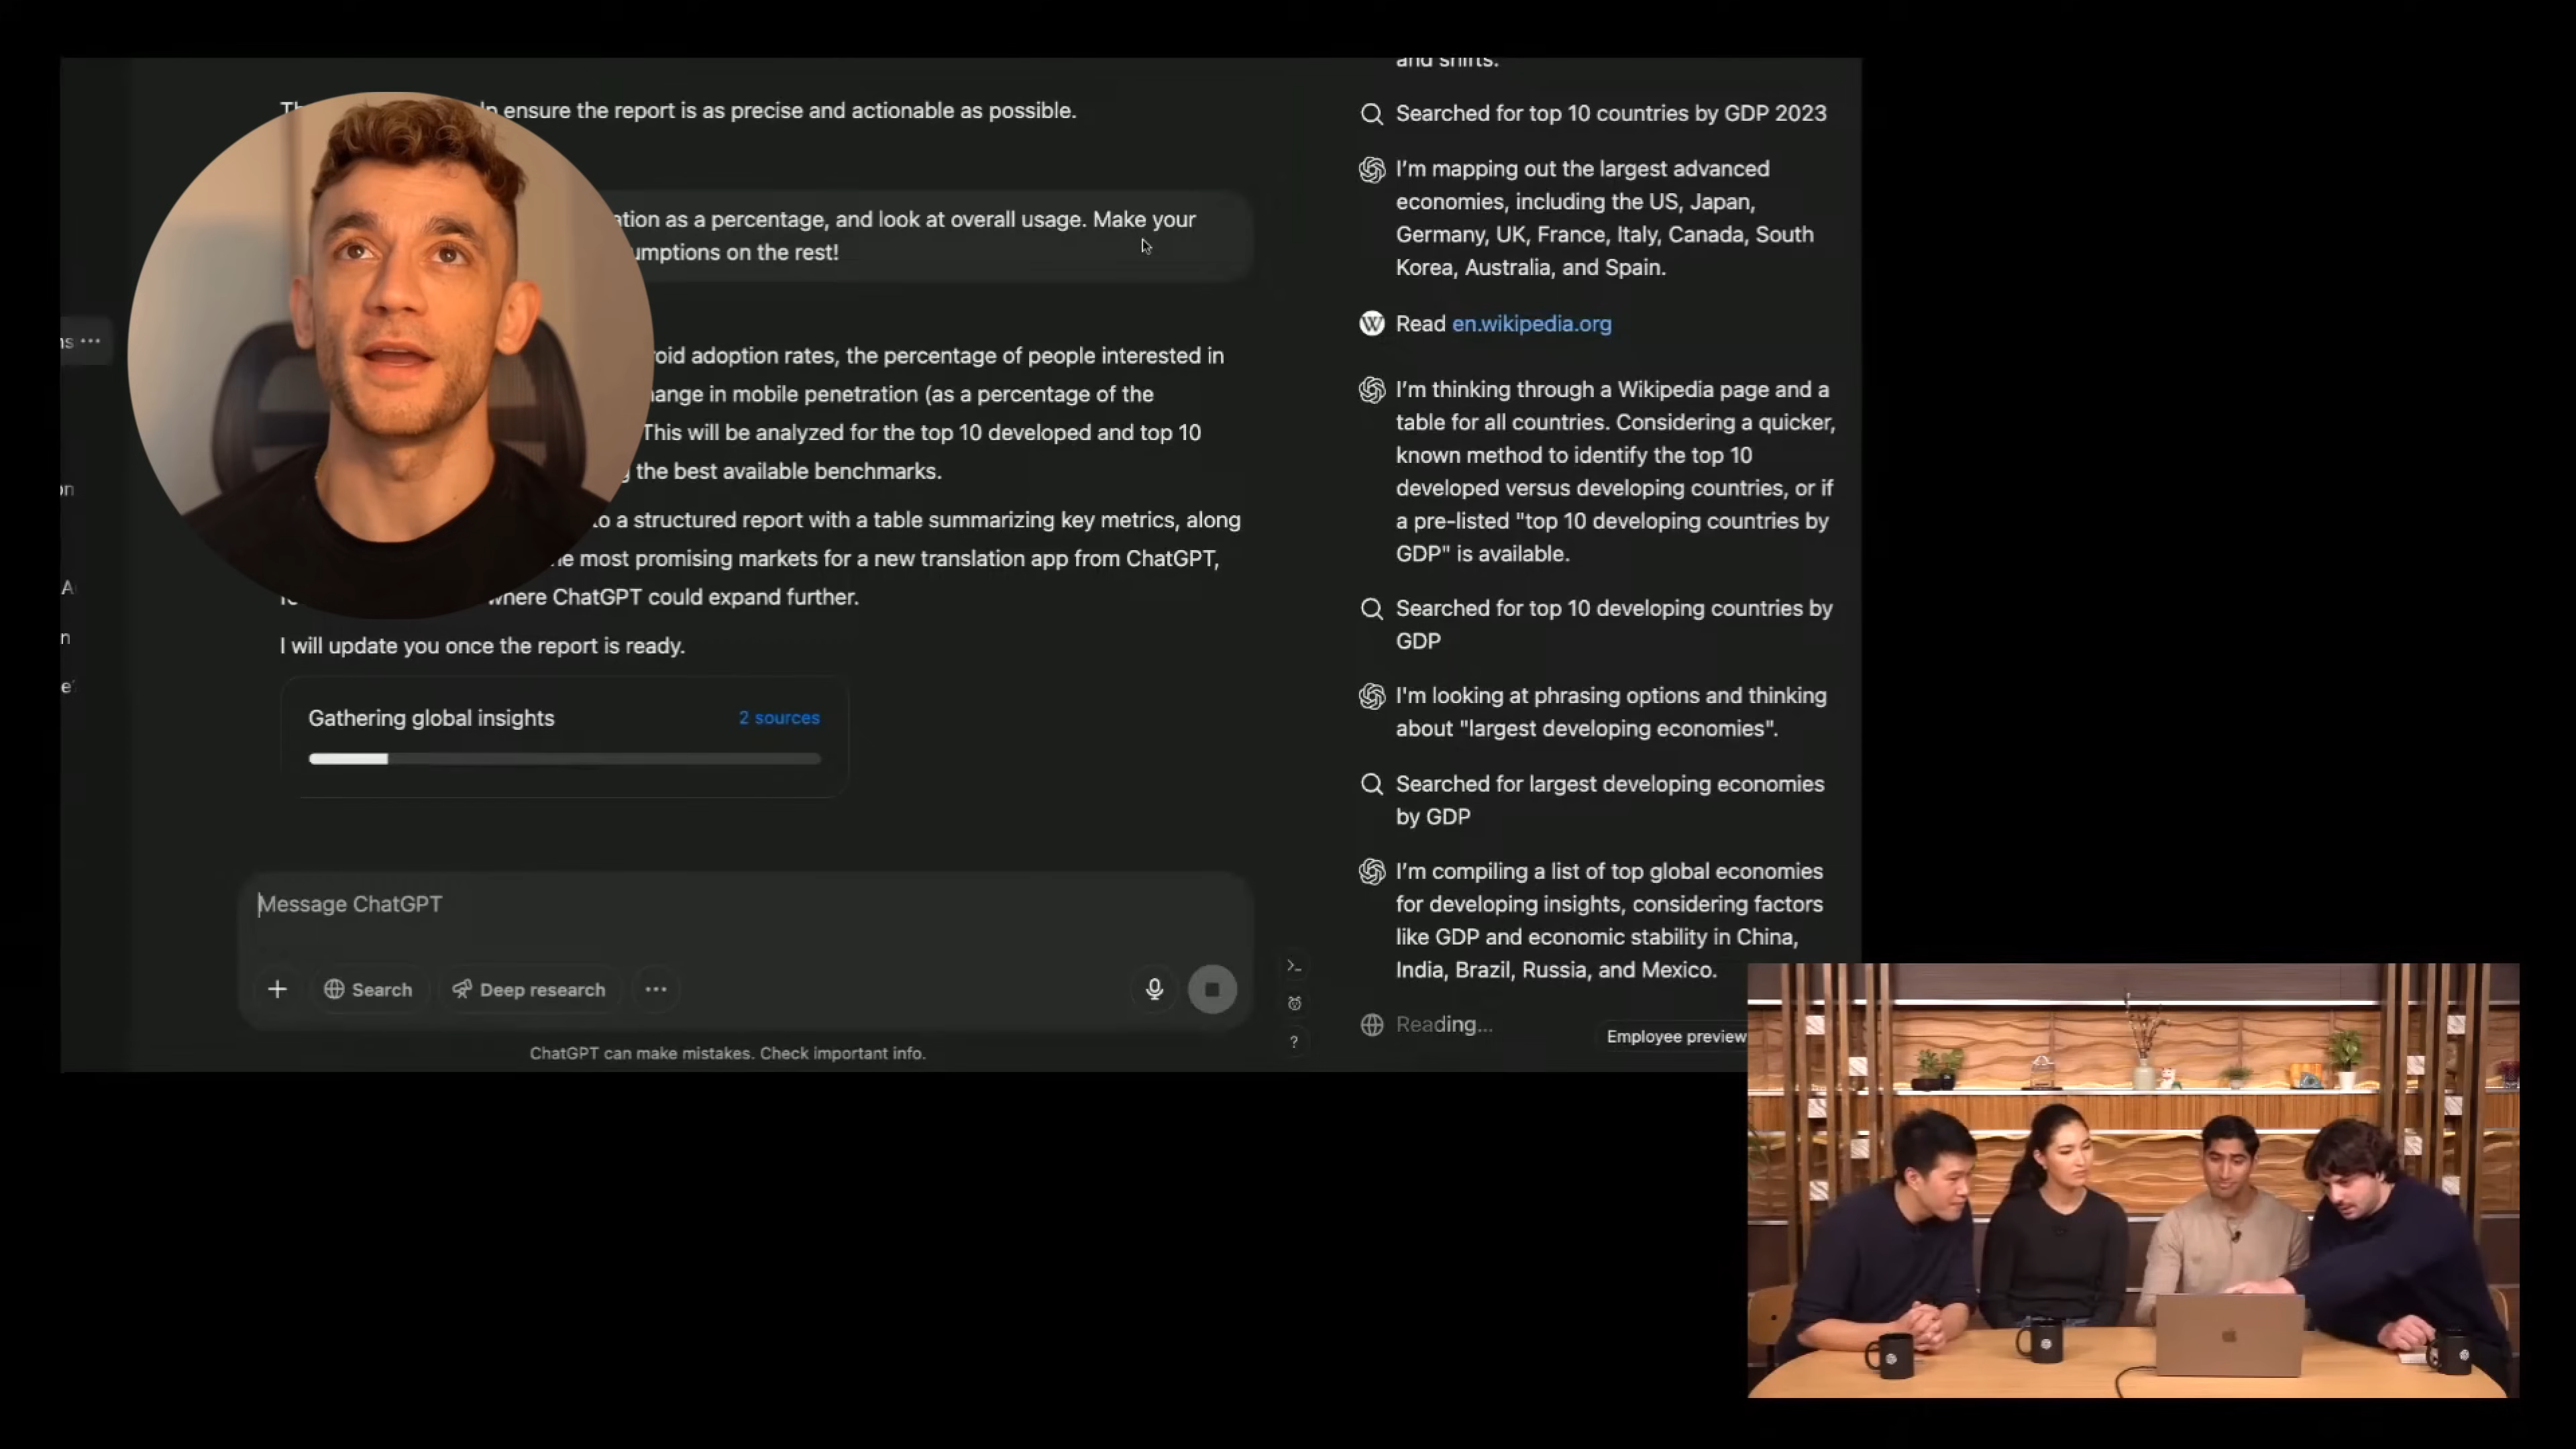 ensure the report is as precise and actionable as possible.
as a percentage, and look at overall usage. Make your
on the rest!
adoption rates, the percentage of people interested in
in mobile penetration (as a percentage of the
This will be analyzed for the top 10 developed and top 10
the best available benchmarks.
a structured report with a table summarizing key metrics, along
most promising markets for a new translation app from ChatGPT,
where ChatGPT could expand further.
I will update you once the report is ready.
Gathering global insights
2 sources
Message ChatGPT
Search
Deep research
ChatGPT can make mistakes. Check important info.
>_
?
and shifts.
Searched for top 10 countries by GDP 2023
I'm mapping out the largest advanced
economies, including the US, Japan,
Germany, UK, France, Italy, Canada, South
Korea, Australia, and Spain.
W Read en.wikipedia.org
I'm thinking through a Wikipedia page and a
table for all countries. Considering a quicker,
known method to identify the top 10
developed versus developing countries, or if
a pre-listed "top 10 developing countries by
GDP" is available.
Searched for top 10 developing countries by
GDP
I'm looking at phrasing options and thinking
about "largest developing economies".
Searched for largest developing economies
by GDP
I'm compiling a list of top global economies
for developing insights, considering factors
like GDP and economic stability in China,
India, Brazil, Russia, and Mexico.
Reading...
Employee preview